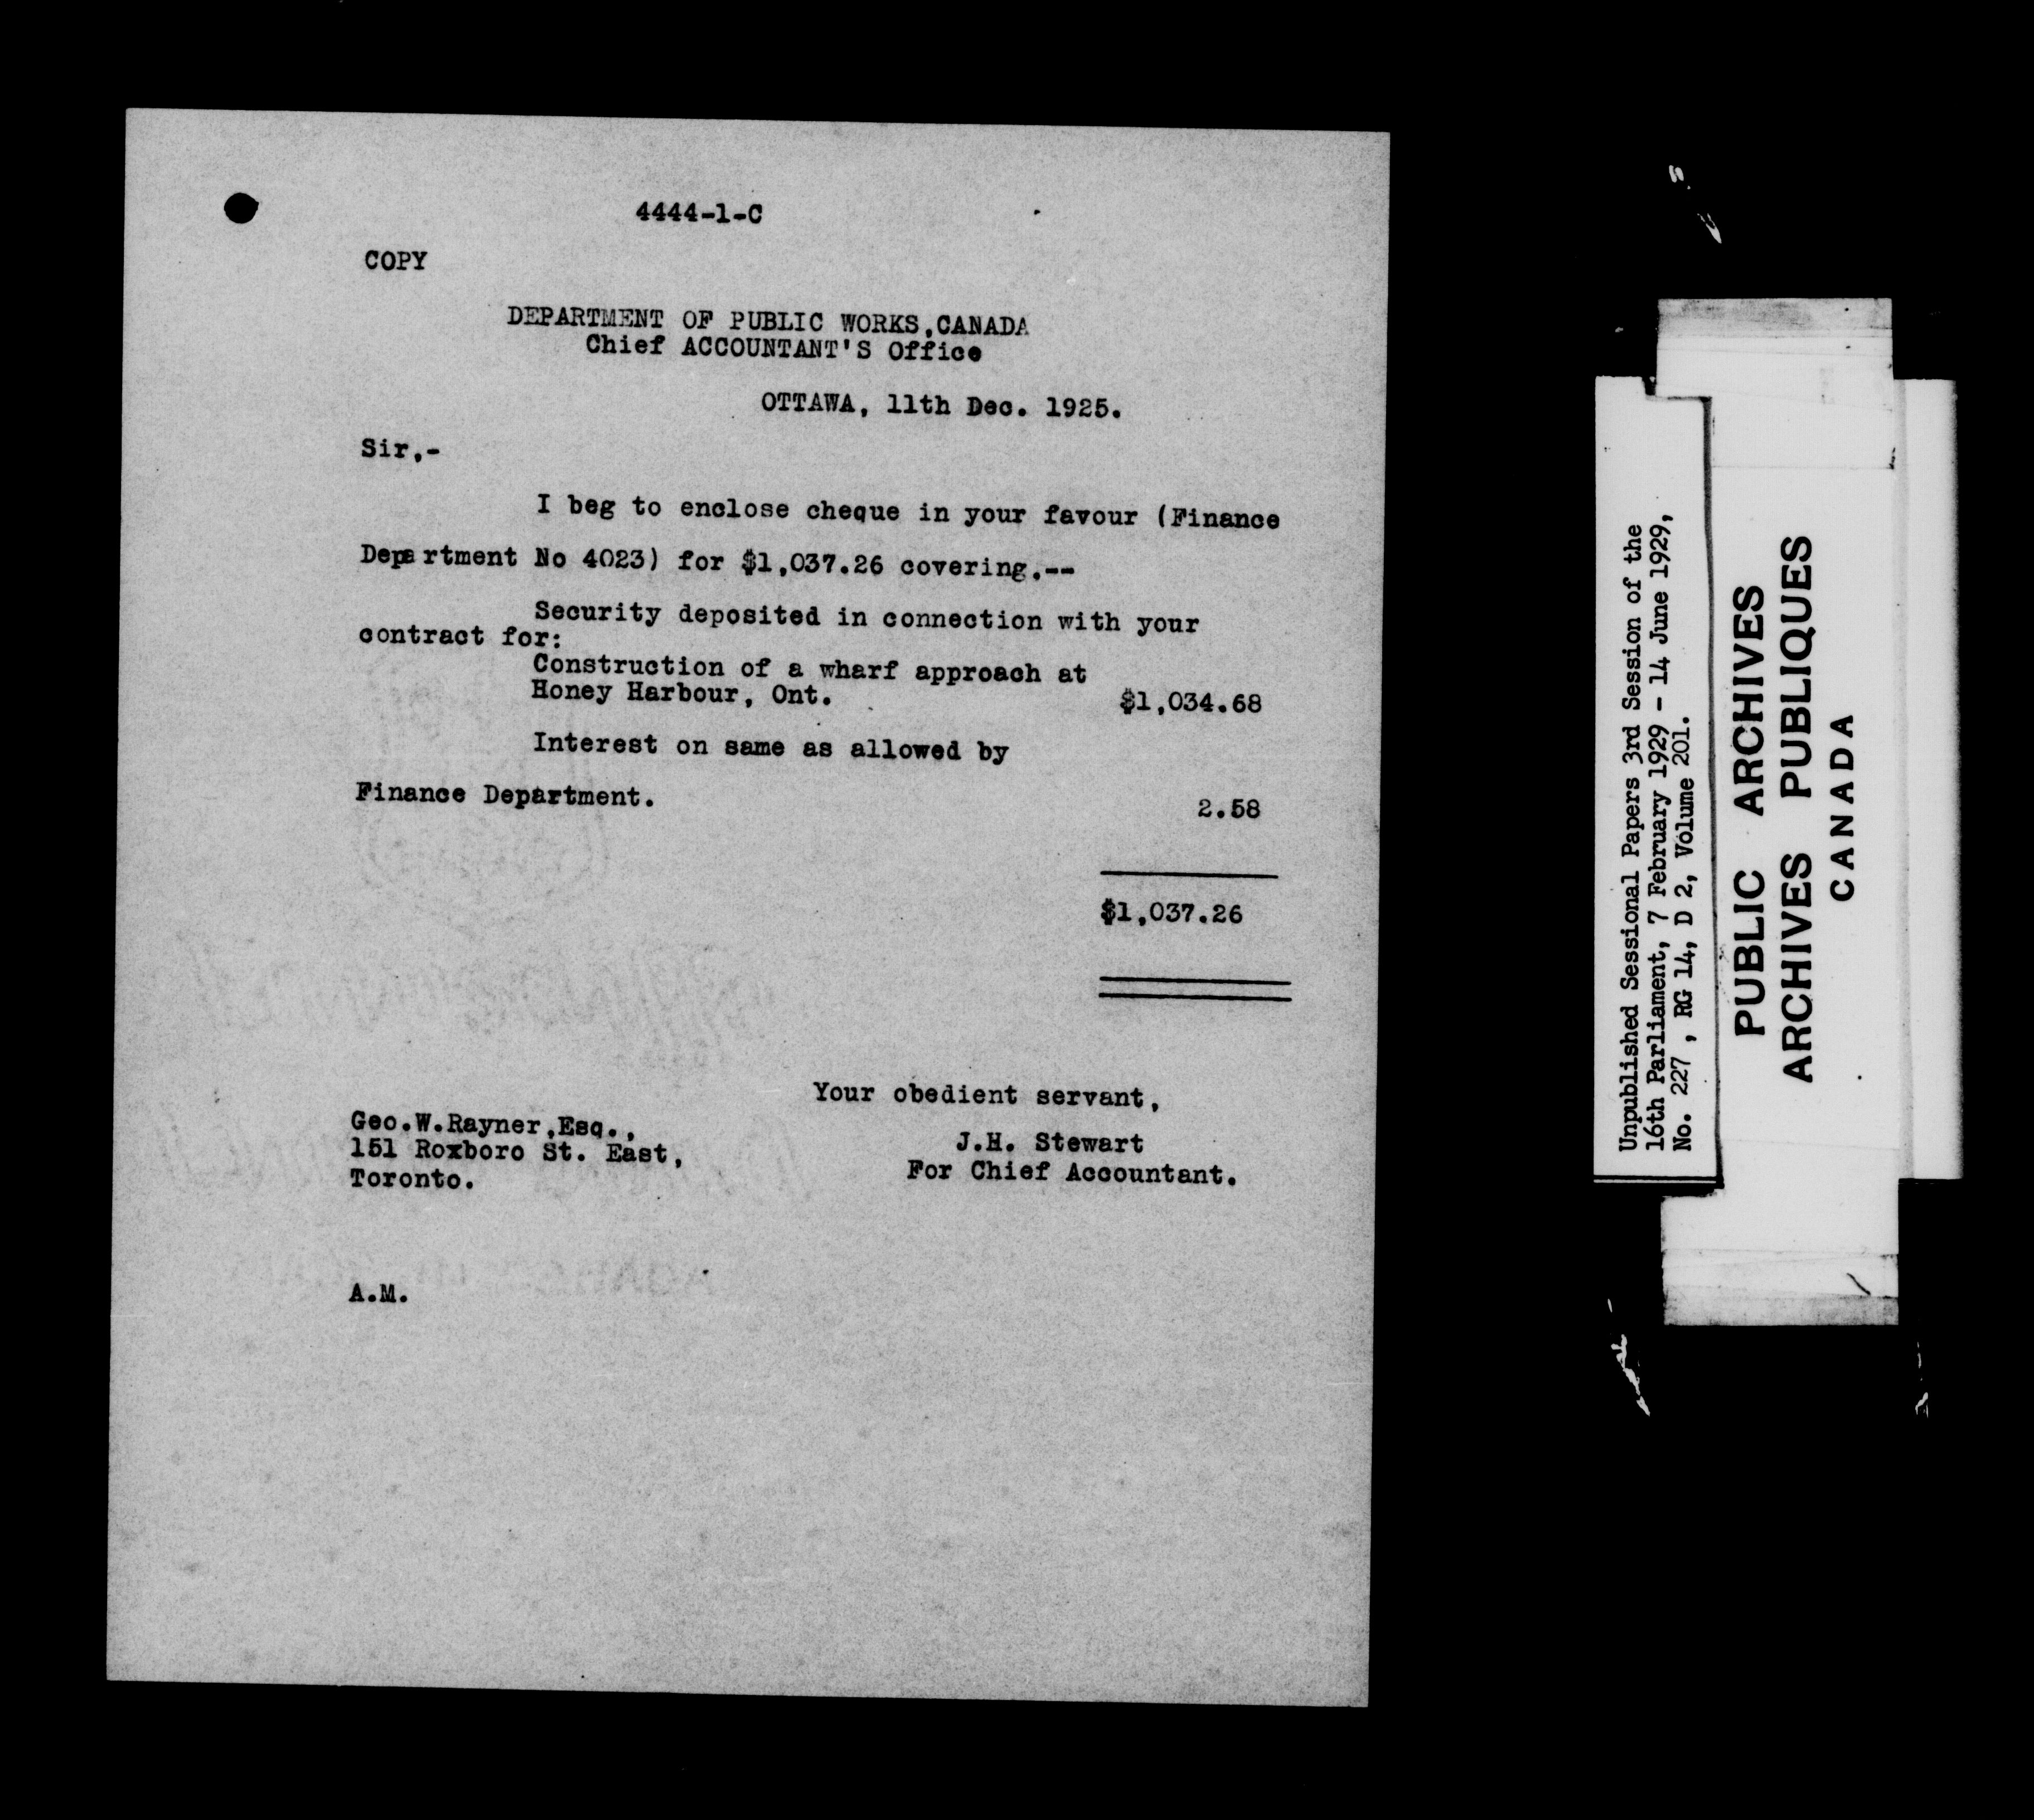 4444-1-C
COPY
DEPARTMENT OF PUBLIC WORKS,CANADA
Chief ACCOUNTANT'S Office
OTTAWA, 11th Dec. 1925.
Sir,-
I beg to enclose cheque in your favour (Finance
Department No 4023) for $1,037.26 covering.--
Security deposited in connection with your
contract for:
Construction of a wharf approach at
Honey Harbour, Ont. $1,034.68
Interest on same as allowed by
Finance Department. 2.58
$1,037.26
Your obedient servant,
J.H. Stewart
For Chief Accountant.
Geo.W.Rayner,Esq.,
151 Roxboro St. East,
Toronto.
A.M.
Unpublished Sessional Papers 3rd Session of the
16th Parliament, 7 February 1929 - 14 June 1929,
No. 227 , RG 14, D 2, Volume 201.
PUBLIC ARCHIVES
ARCHIVES PUBLIQUES
CANADA